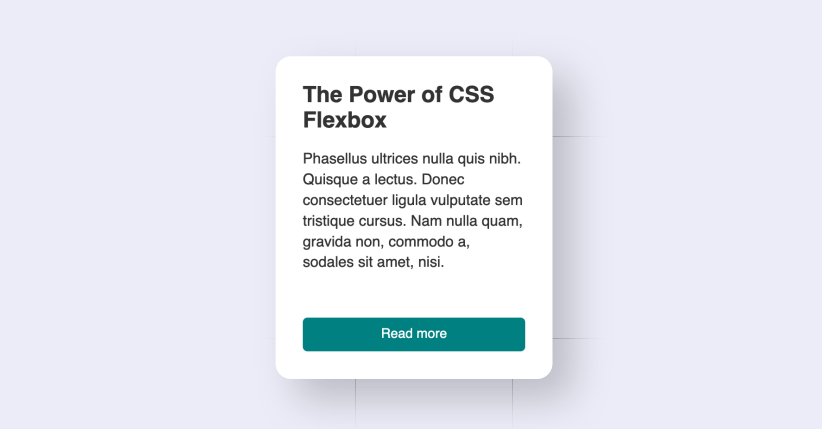 The Power of CSS
Flexbox
Phasellus ultrices nulla quis nibh.
Quisque a lectus. Donec
consectetuer ligula vulputate sem
tristique cursus. Nam nulla quam,
gravida non, commodo a,
sodales sit amet, nisi.
Read more